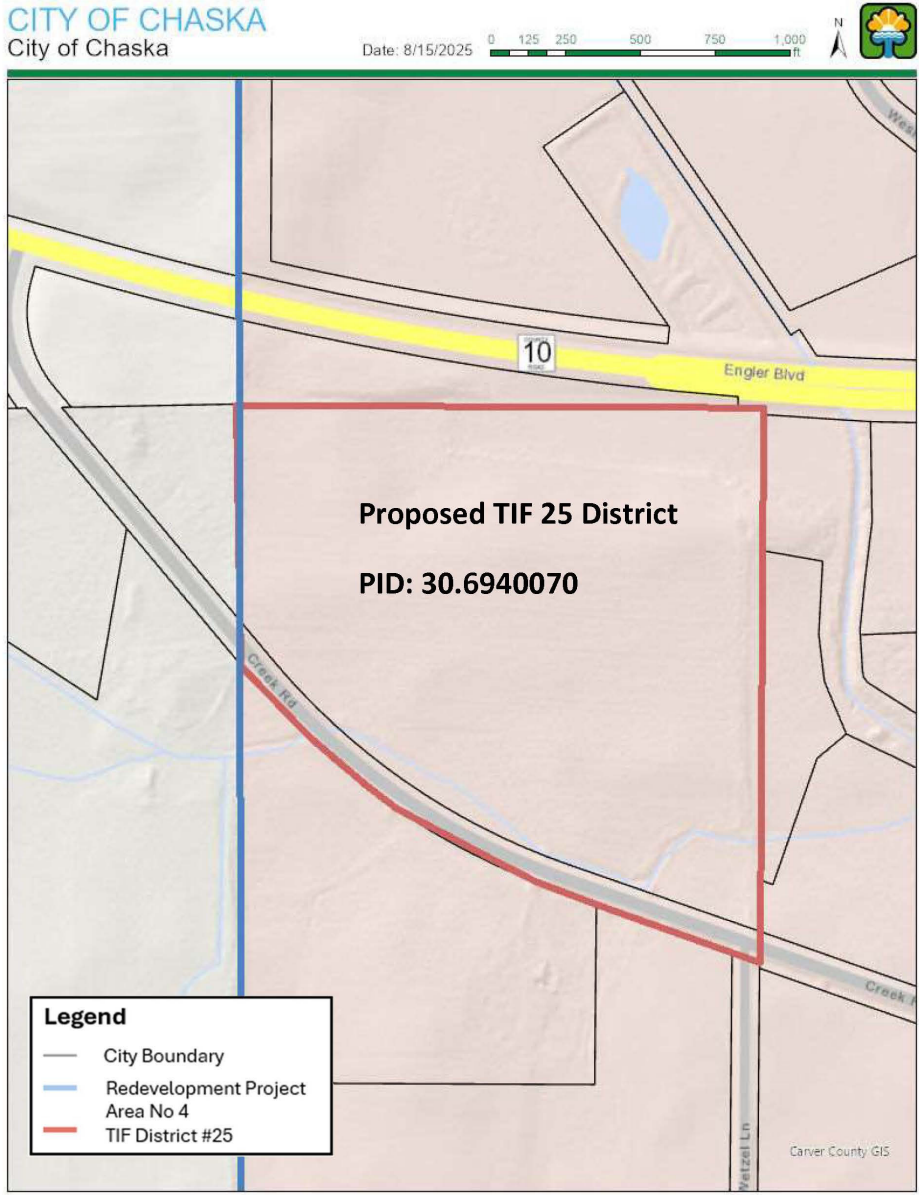 CITY OF CHASKA
City of Chaska
Date: 8/15/2025
0 125 250 500 750 1,000
ft
N
10
Engler Blvd
Proposed TIF 25 District
PID: 30.6940070
Creek Rd
Creek
Wetzel Ln
Legend
City Boundary
Redevelopment Project
Area No 4
TIF District #25
Carver County GIS